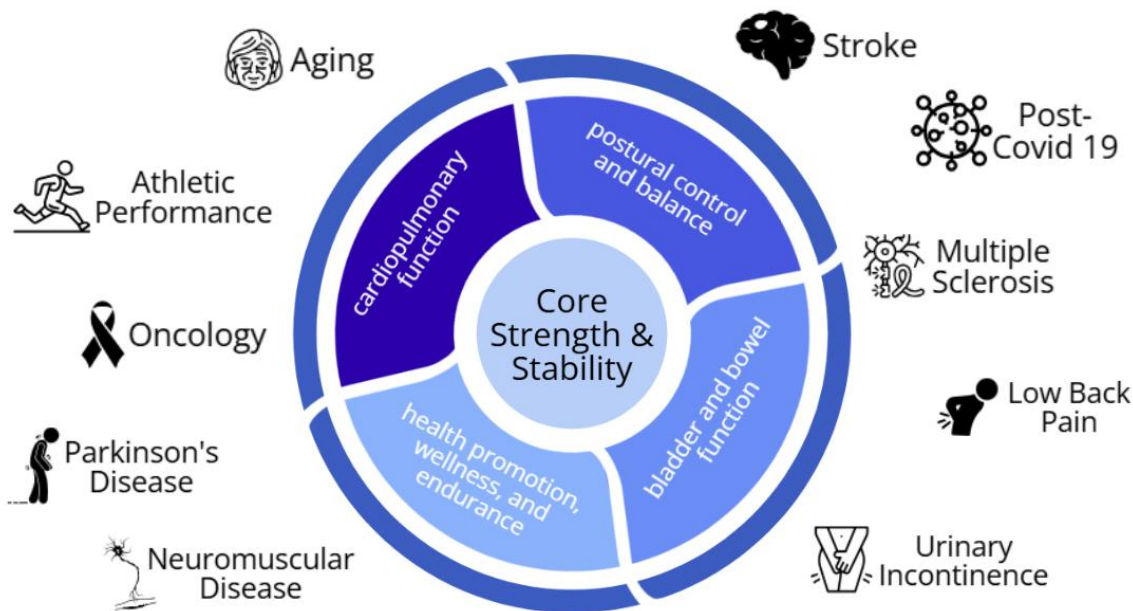 Aging
Stroke
Post-
Covid 19
Athletic
Performance
cardiopulmonary
function
postural control
and balance
Multiple
Sclerosis
Core
Strength &
Stability
Oncology
Low Back
Pain
health promotion,
wellness, and
endurance
bladder and bowel
function
Parkinson's
Disease
Neuromuscular
Disease
Urinary
Incontinence